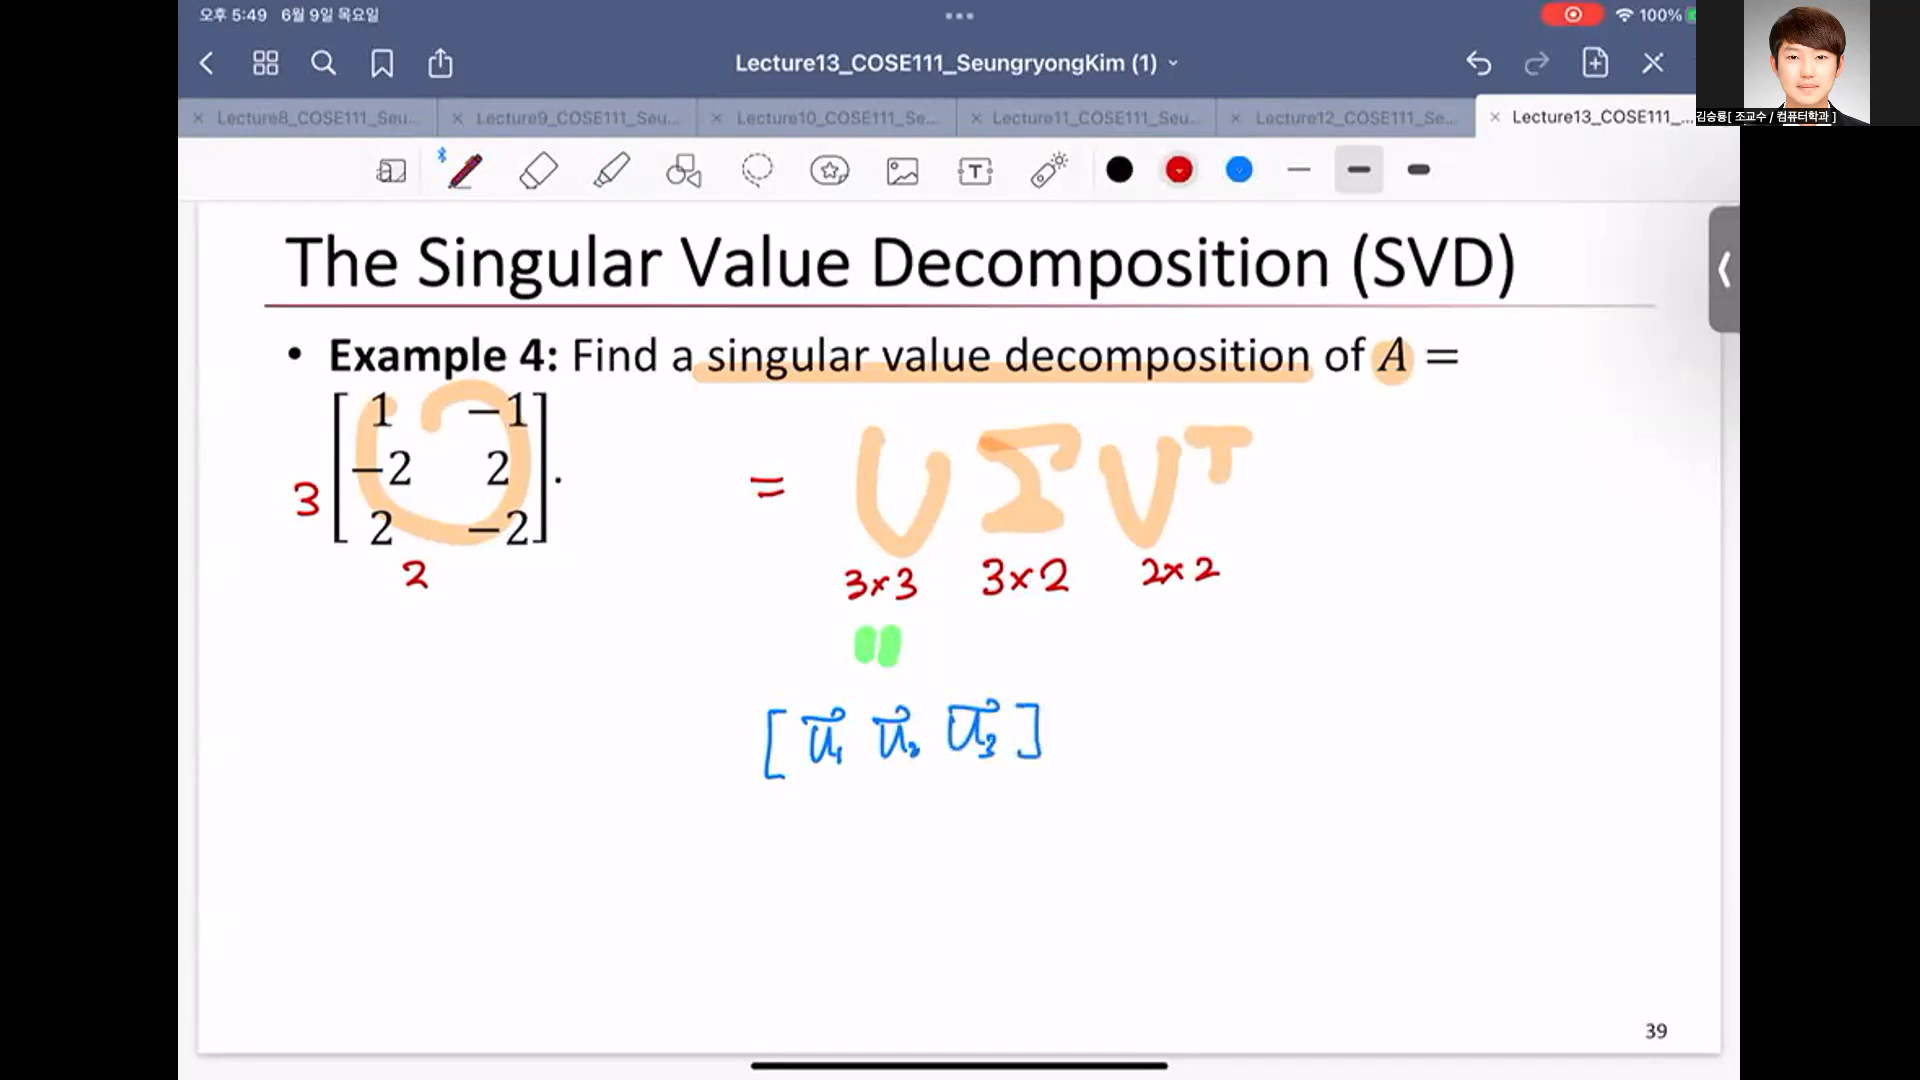 오후 5:49 6월 9일 목요일
100%
Lecture13_COSE111_SeungryongKim (1)
Lecture8_COSE111_Seu...
Lecture9_COSE111_Seu...
Lecture10_COSE111_Se...
Lecture11_COSE111_Seu...
Lecture12_COSE111_Se...
Lecture13_COSE111_...
김승룡[ 조교수 / 컴퓨터학과 ]
The Singular Value Decomposition (SVD)
• Example 4: Find a singular value decomposition of A =
[1 −1
−2 2
2 −2].
3
2
= U Σ V^T
3×3 3×2 2×2
[ u⃗₁ u⃗₂ u⃗₃ ]
39